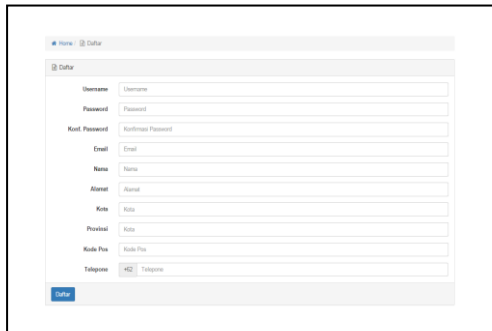 Home / Daftar
Daftar
Username Username
Password Password
Konf. Password Konfirmasi Password
Email Email
Nama Nama
Alamat Alamat
Kota Kota
Provinsi Kota
Kode Pos Kode Pos
Telepone +62 Telepone
Daftar